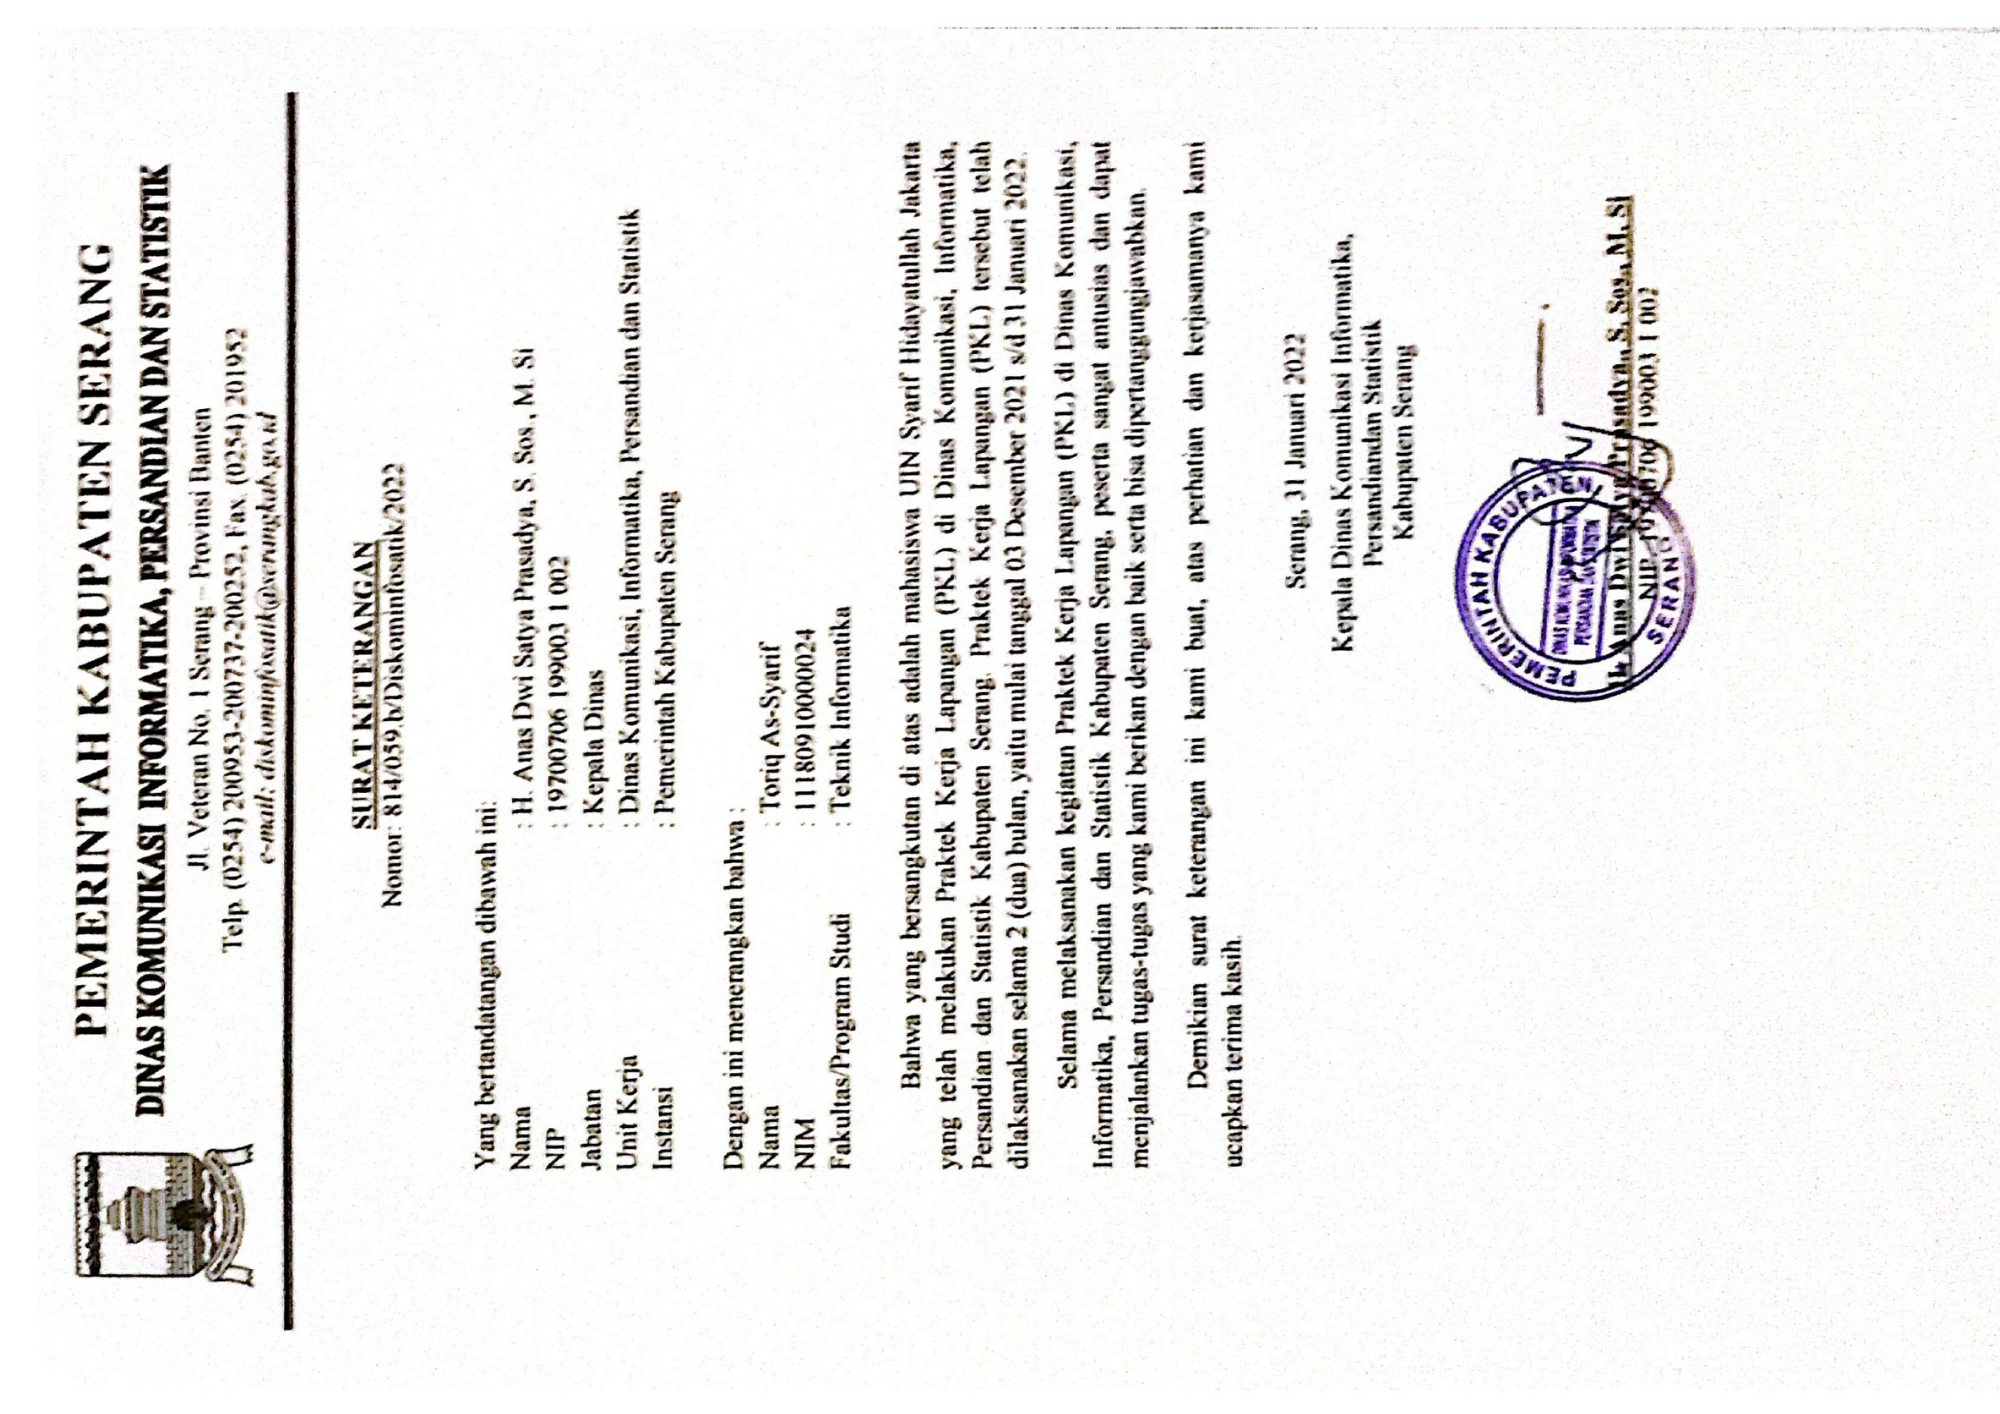 PEMERINTAH KABUPATEN SERANG
DINAS KOMUNIKASI INFORMATIKA, PERSANDIAN DAN STATISTIK
Jl. Veteran No. 1 Serang – Provinsi Banten
Telp. (0254) 200953-200737-200252, Fax. (0254) 201952
e-mail: diskominfosatik@serangkab.go.id
SURAT KETERANGAN
Nomor: 814/059.b/Diskominfosatik/2022
Yang bertandatangan dibawah ini:
Nama : H. Anas Dwi Satya Prasadya, S. Sos., M. Si
NIP : 19700706 199003 1 002
Jabatan : Kepala Dinas
Unit Kerja : Dinas Komunikasi, Informatika, Persandian dan Statistik
Instansi : Pemerintah Kabupaten Serang
Dengan ini menerangkan bahwa :
Nama : Toriq As-Syarif
NIM : 11180910000024
Fakultas/Program Studi : Teknik Informatika
Bahwa yang bersangkutan di atas adalah mahasiswa UIN Syarif Hidayatullah Jakarta
yang telah melakukan Praktek Kerja Lapangan (PKL) di Dinas Komunikasi, Informatika,
Persandian dan Statistik Kabupaten Serang. Praktek Kerja Lapangan (PKL) tersebut telah
dilaksanakan selama 2 (dua) bulan, yaitu mulai tanggal 03 Desember 2021 s/d 31 Januari 2022.
Selama melaksanakan kegiatan Praktek Kerja Lapangan (PKL) di Dinas Komunikasi,
Informatika, Persandian dan Statistik Kabupaten Serang, peserta sangat antusias dan dapat
menjalankan tugas-tugas yang kami berikan dengan baik serta bisa dipertanggungjawabkan.
Demikian surat keterangan ini kami buat, atas perhatian dan kerjasamanya kami
ucapkan terima kasih.
Serang, 31 Januari 2022
Kepala Dinas Komunikasi Informatika,
Persandiandan Statistik
Kabupaten Serang
PEMERINTAH KABUPATEN
DINAS KOMUNIKASI INFORMATIKA
PERSANDIAN DAN STATISTIK
SERANG
H. Anas Dwi Satya Prasadya, S. Sos., M. Si
NIP. 19700706 199003 1 002